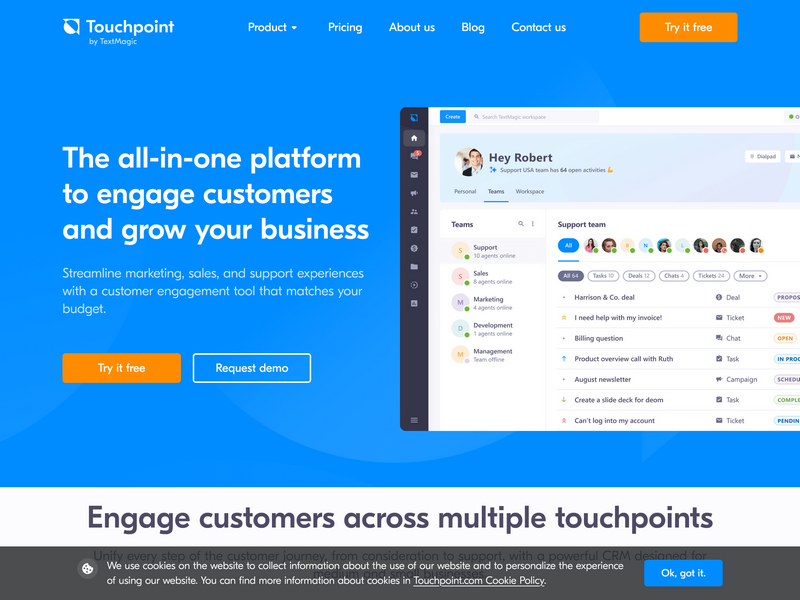 Touchpoint
by TextMagic
Product
Pricing
About us
Blog
Contact us
Try it free
The all-in-one platform
to engage customers
and grow your business
Streamline marketing, sales, and support experiences
with a customer engagement tool that matches your
budget.
Try it free
Request demo
Create
Search TextMagic workspace
Hey Robert
Support USA team has 64 open activities
Dialpad
Personal
Teams
Workspace
Teams
Support
10 agents online
Sales
8 agents online
Marketing
4 agents online
Development
1 agents online
Management
Team offline
Support team
All
All 64
Tasks 10
Deals 12
Chats 4
Tickets 24
More
Harrison & Co. deal
Deal
PROPOS
I need help with my invoice!
Ticket
NEW
Billing question
Chat
OPEN
Product overview call with Ruth
Task
IN PROC
August newsletter
Campaign
SCHEDU
Create a slide deck for deom
Task
COMPLE
Can't log into my account
Ticket
PENDIN
Engage customers across multiple touchpoints
Unify every step of the customer journey, from consideration to support, with a powerful CRM designed for
medium and small businesses.
We use cookies on the website to collect information about the use of our website and to personalize the experience
of using our website. You can find more information about cookies in Touchpoint.com Cookie Policy.
Ok, got it.